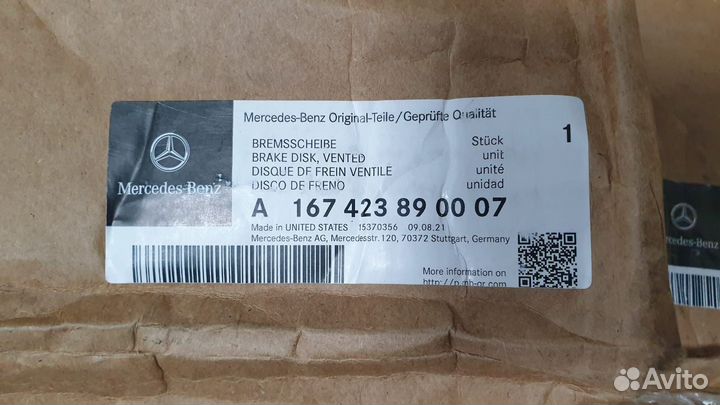 Mercedes-Benz Original-Teile/Geprüfte Qualität
BREMSSCHEIBE Stück 1
BRAKE DISK, VENTED unit
DISQUE DF FREIN VENTILE unité
DISCO DE FRENO unidad
Mercedes-Benz
A 167 423 89 00 07
Made in UNITED STATES 15370356 09.08.21
Mercedes-Benz AG, Mercedesstr. 120, 70372 Stuttgart, Germany
More information on
rcedes-Benz
Avito